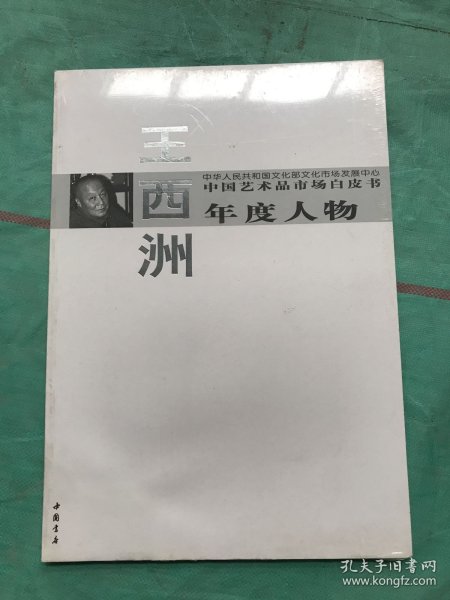 王西洲
中华人民共和国文化部文化市场发展中心
中国艺术品市场白皮书
年度人物
中国书店
孔夫子旧书网
www.kongfz.com